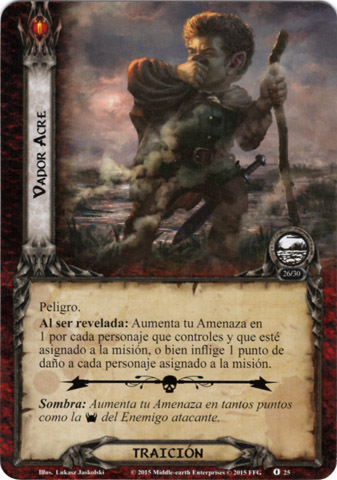 VAPOR ACRE
26/30
Peligro.
Al ser revelada: Aumenta tu Amenaza en
1 por cada personaje que controles y que esté
asignado a la misión, o bien inflige 1 punto de
daño a cada personaje asignado a la misión.
Sombra: Aumenta tu Amenaza en tantos puntos
como la del Enemigo atacante.
TRAICIÓN
Illus. Lukasz Jaskolski
© 2015 Middle-earth Enterprises © 2015 FFG
25